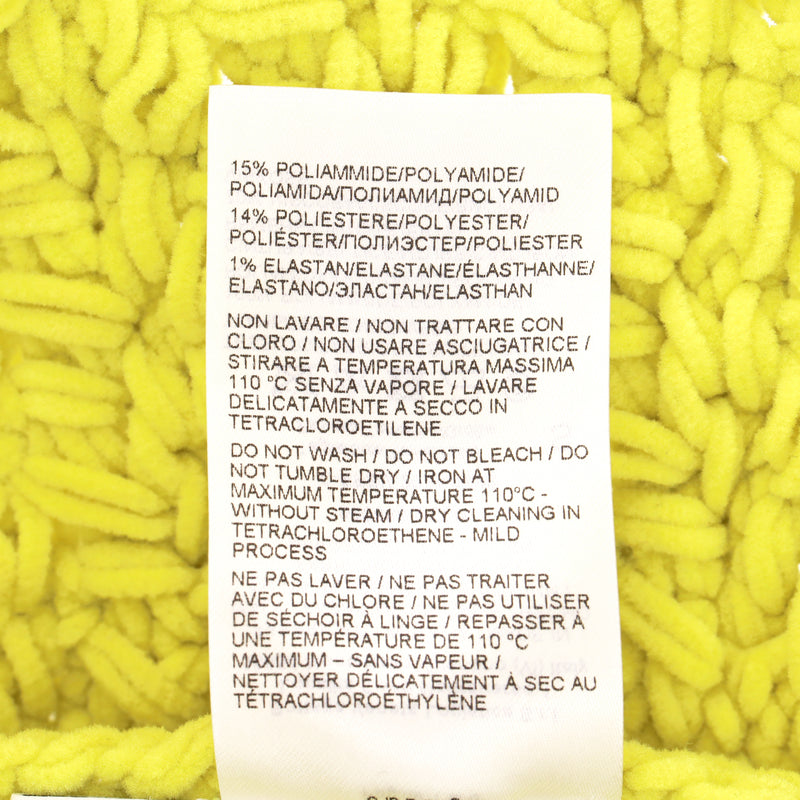 15% POLIAMMIDE/POLYAMIDE/
POLIAMIDA/ПОЛИАМИД/POLYAMID
14% POLIESTERE/POLYESTER/
POLIÉSTER/ПОЛИЭСТЕР/POLIESTER
1% ELASTAN/ELASTANE/ÉLASTHANNE/
ELASTANO/ЭЛАСТАН/ELASTHAN
NON LAVARE / NON TRATTARE CON
CLORO / NON USARE ASCIUGATRICE /
STIRARE A TEMPERATURA MASSIMA
110 °C SENZA VAPORE / LAVARE
DELICATAMENTE A SECCO IN
TETRACLOROETILENE
DO NOT WASH / DO NOT BLEACH / DO
NOT TUMBLE DRY / IRON AT
MAXIMUM TEMPERATURE 110°C -
WITHOUT STEAM / DRY CLEANING IN
TETRACHLOROETHENE - MILD
PROCESS
NE PAS LAVER / NE PAS TRAITER
AVEC DU CHLORE / NE PAS UTILISER
DE SÉCHOIR À LINGE / REPASSER À
UNE TEMPÉRATURE DE 110 °C
MAXIMUM – SANS VAPEUR /
NETTOYER DÉLICATEMENT À SEC AU
TÉTRACHLOROÉTHYLÈNE